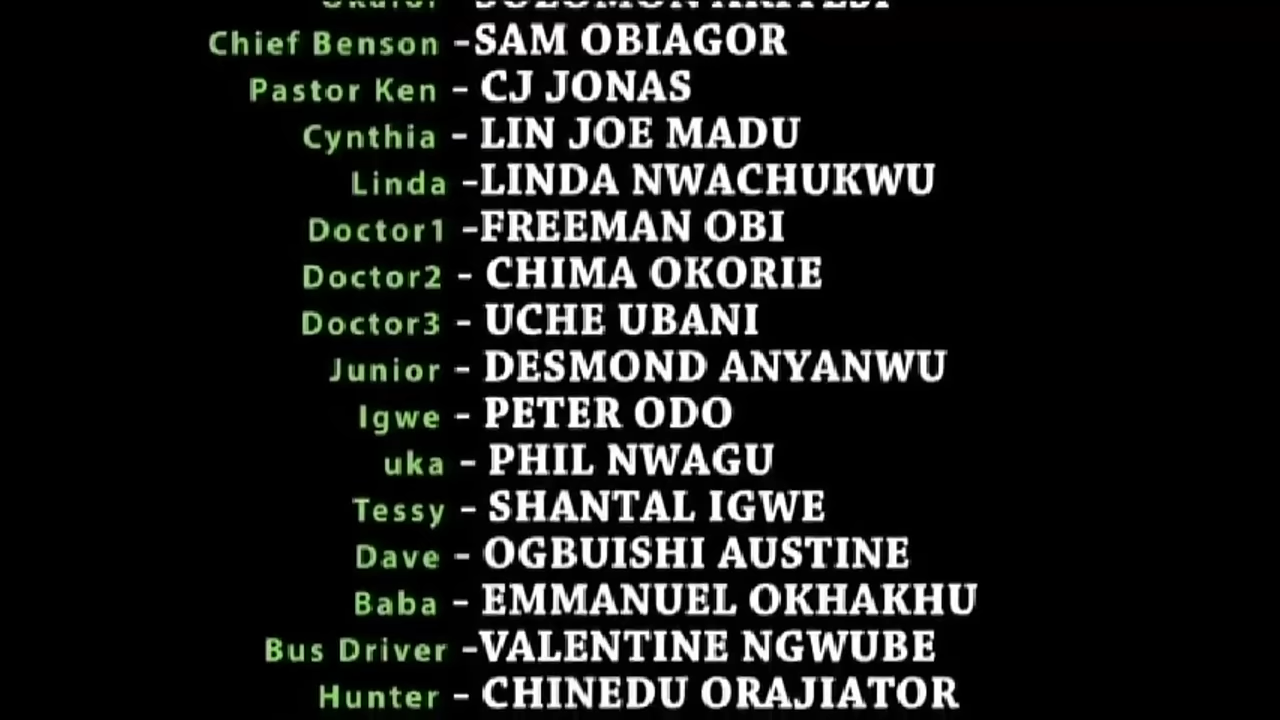 Chief Benson -SAM OBIAGOR
Pastor Ken - CJ JONAS
Cynthia - LIN JOE MADU
Linda -LINDA NWACHUKWU
Doctor1 -FREEMAN OBI
Doctor2 - CHIMA OKORIE
Doctor3 - UCHE UBANI
Junior - DESMOND ANYANWU
Igwe - PETER ODO
uka - PHIL NWAGU
Tessy - SHANTAL IGWE
Dave - OGBUISHI AUSTINE
Baba - EMMANUEL OKHAKHU
Bus Driver -VALENTINE NGWUBE
Hunter - CHINEDU ORAJIATOR